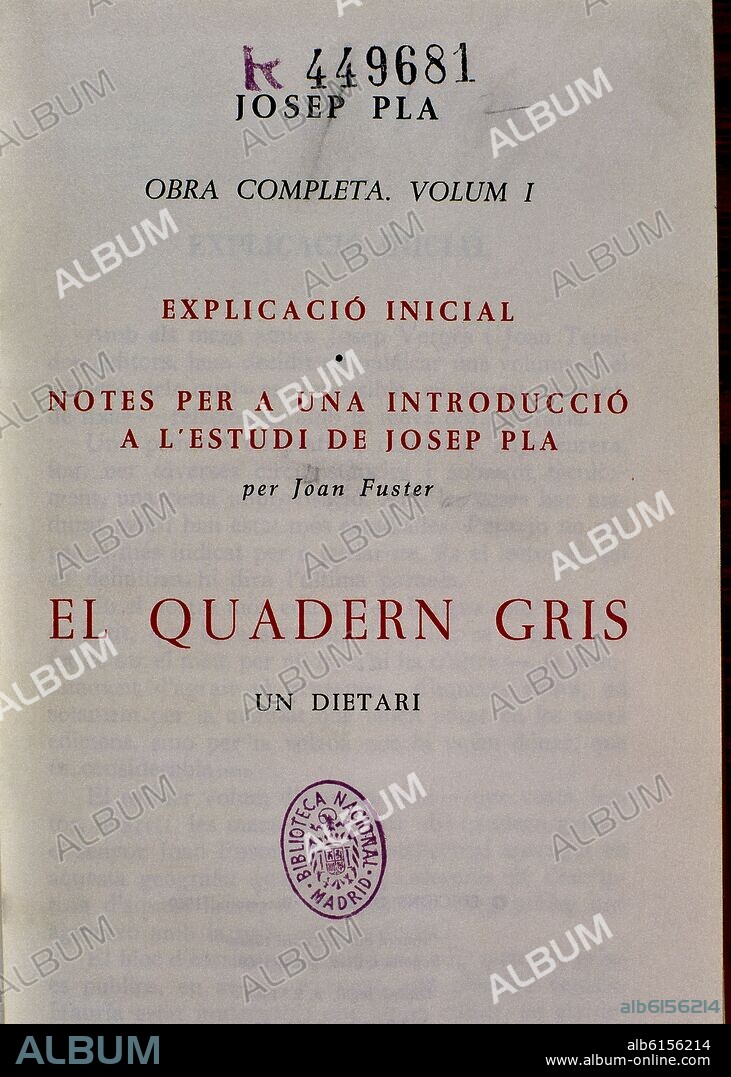 K 449681
JOSEP PLA
OBRA COMPLETA. VOLUM I
EXPLICACIÓ INICIAL
•
NOTES PER A UNA INTRODUCCIÓ
A L'ESTUDI DE JOSEP PLA
per Joan Fuster
EL QUADERN GRIS
UN DIETARI
BIBLIOTECA NACIONAL
· MADRID ·
alb6156214
ALBUM
alb6156214
www.album-online.com